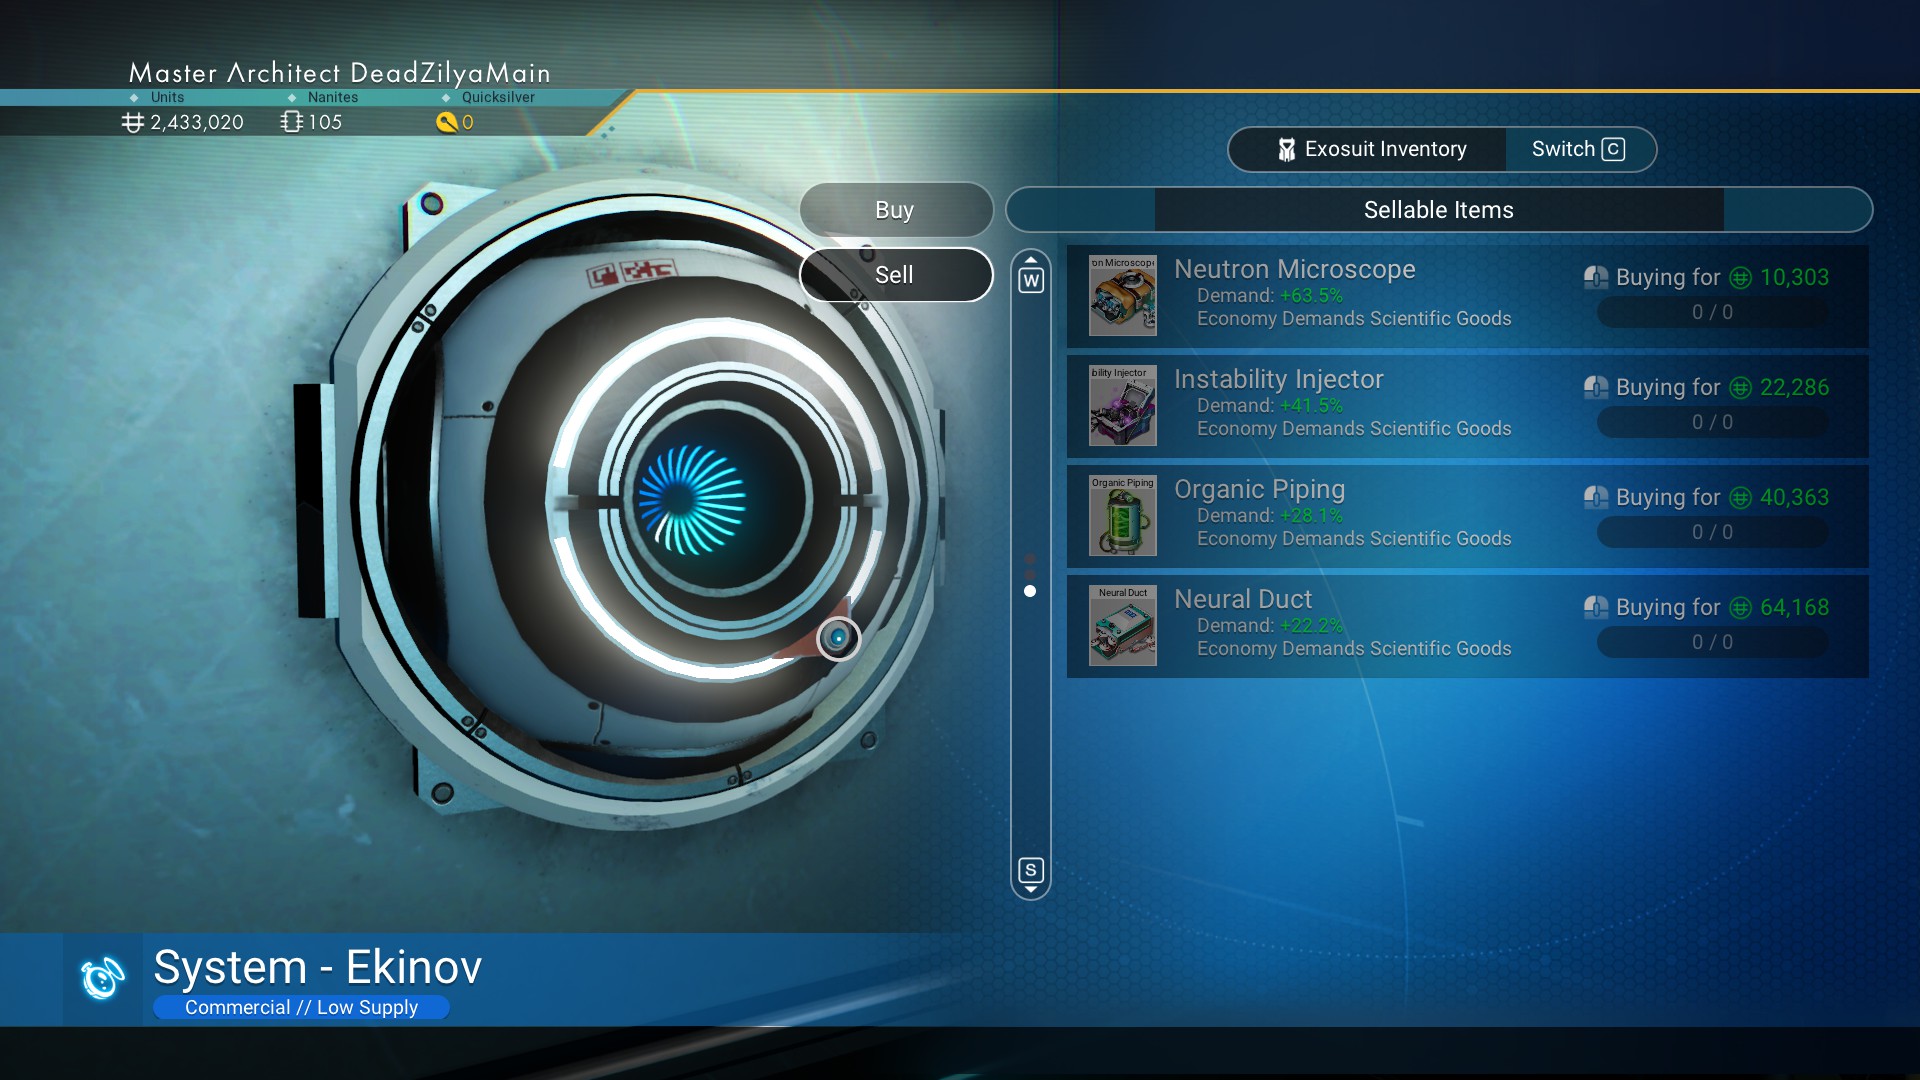 Master Architect DeadZilyaMain
Units Nanites Quicksilver
2,433,020 105 0
Exosuit Inventory Switch C
Buy
Sellable Items
Sell
W
Neutron Microscope
Demand: +63.5%
Economy Demands Scientific Goods
Buying for 10,303
0 / 0
Instability Injector
Demand: +41.5%
Economy Demands Scientific Goods
Buying for 22,286
0 / 0
Organic Piping
Organic Piping
Demand: +28.1%
Economy Demands Scientific Goods
Buying for 40,363
0 / 0
Neural Duct
Neural Duct
Demand: +22.2%
Economy Demands Scientific Goods
Buying for 64,168
0 / 0
S
System - Ekinov
Commercial // Low Supply